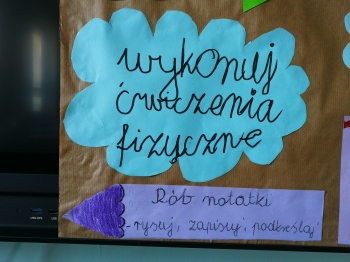 wykonuj
ćwiczenia
fizyczne
Rób notatki
- rysuj, zapisuj, podkreślaj